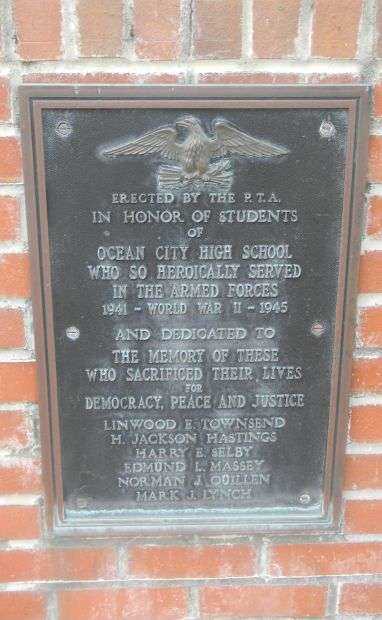 ERECTED BY THE P.T.A.
IN HONOR OF STUDENTS
OF
OCEAN CITY HIGH SCHOOL
WHO SO HEROICALLY SERVED
IN THE ARMED FORCES
1941 - WORLD WAR II - 1945
AND DEDICATED TO
THE MEMORY OF THESE
WHO SACRIFICED THEIR LIVES
FOR
DEMOCRACY, PEACE AND JUSTICE
LINWOOD E. TOWNSEND
H. JACKSON HASTINGS
HARRY E. SELBY
EDMUND L. MASSEY
NORMAN J. QUILLEN
MARK J. LYNCH